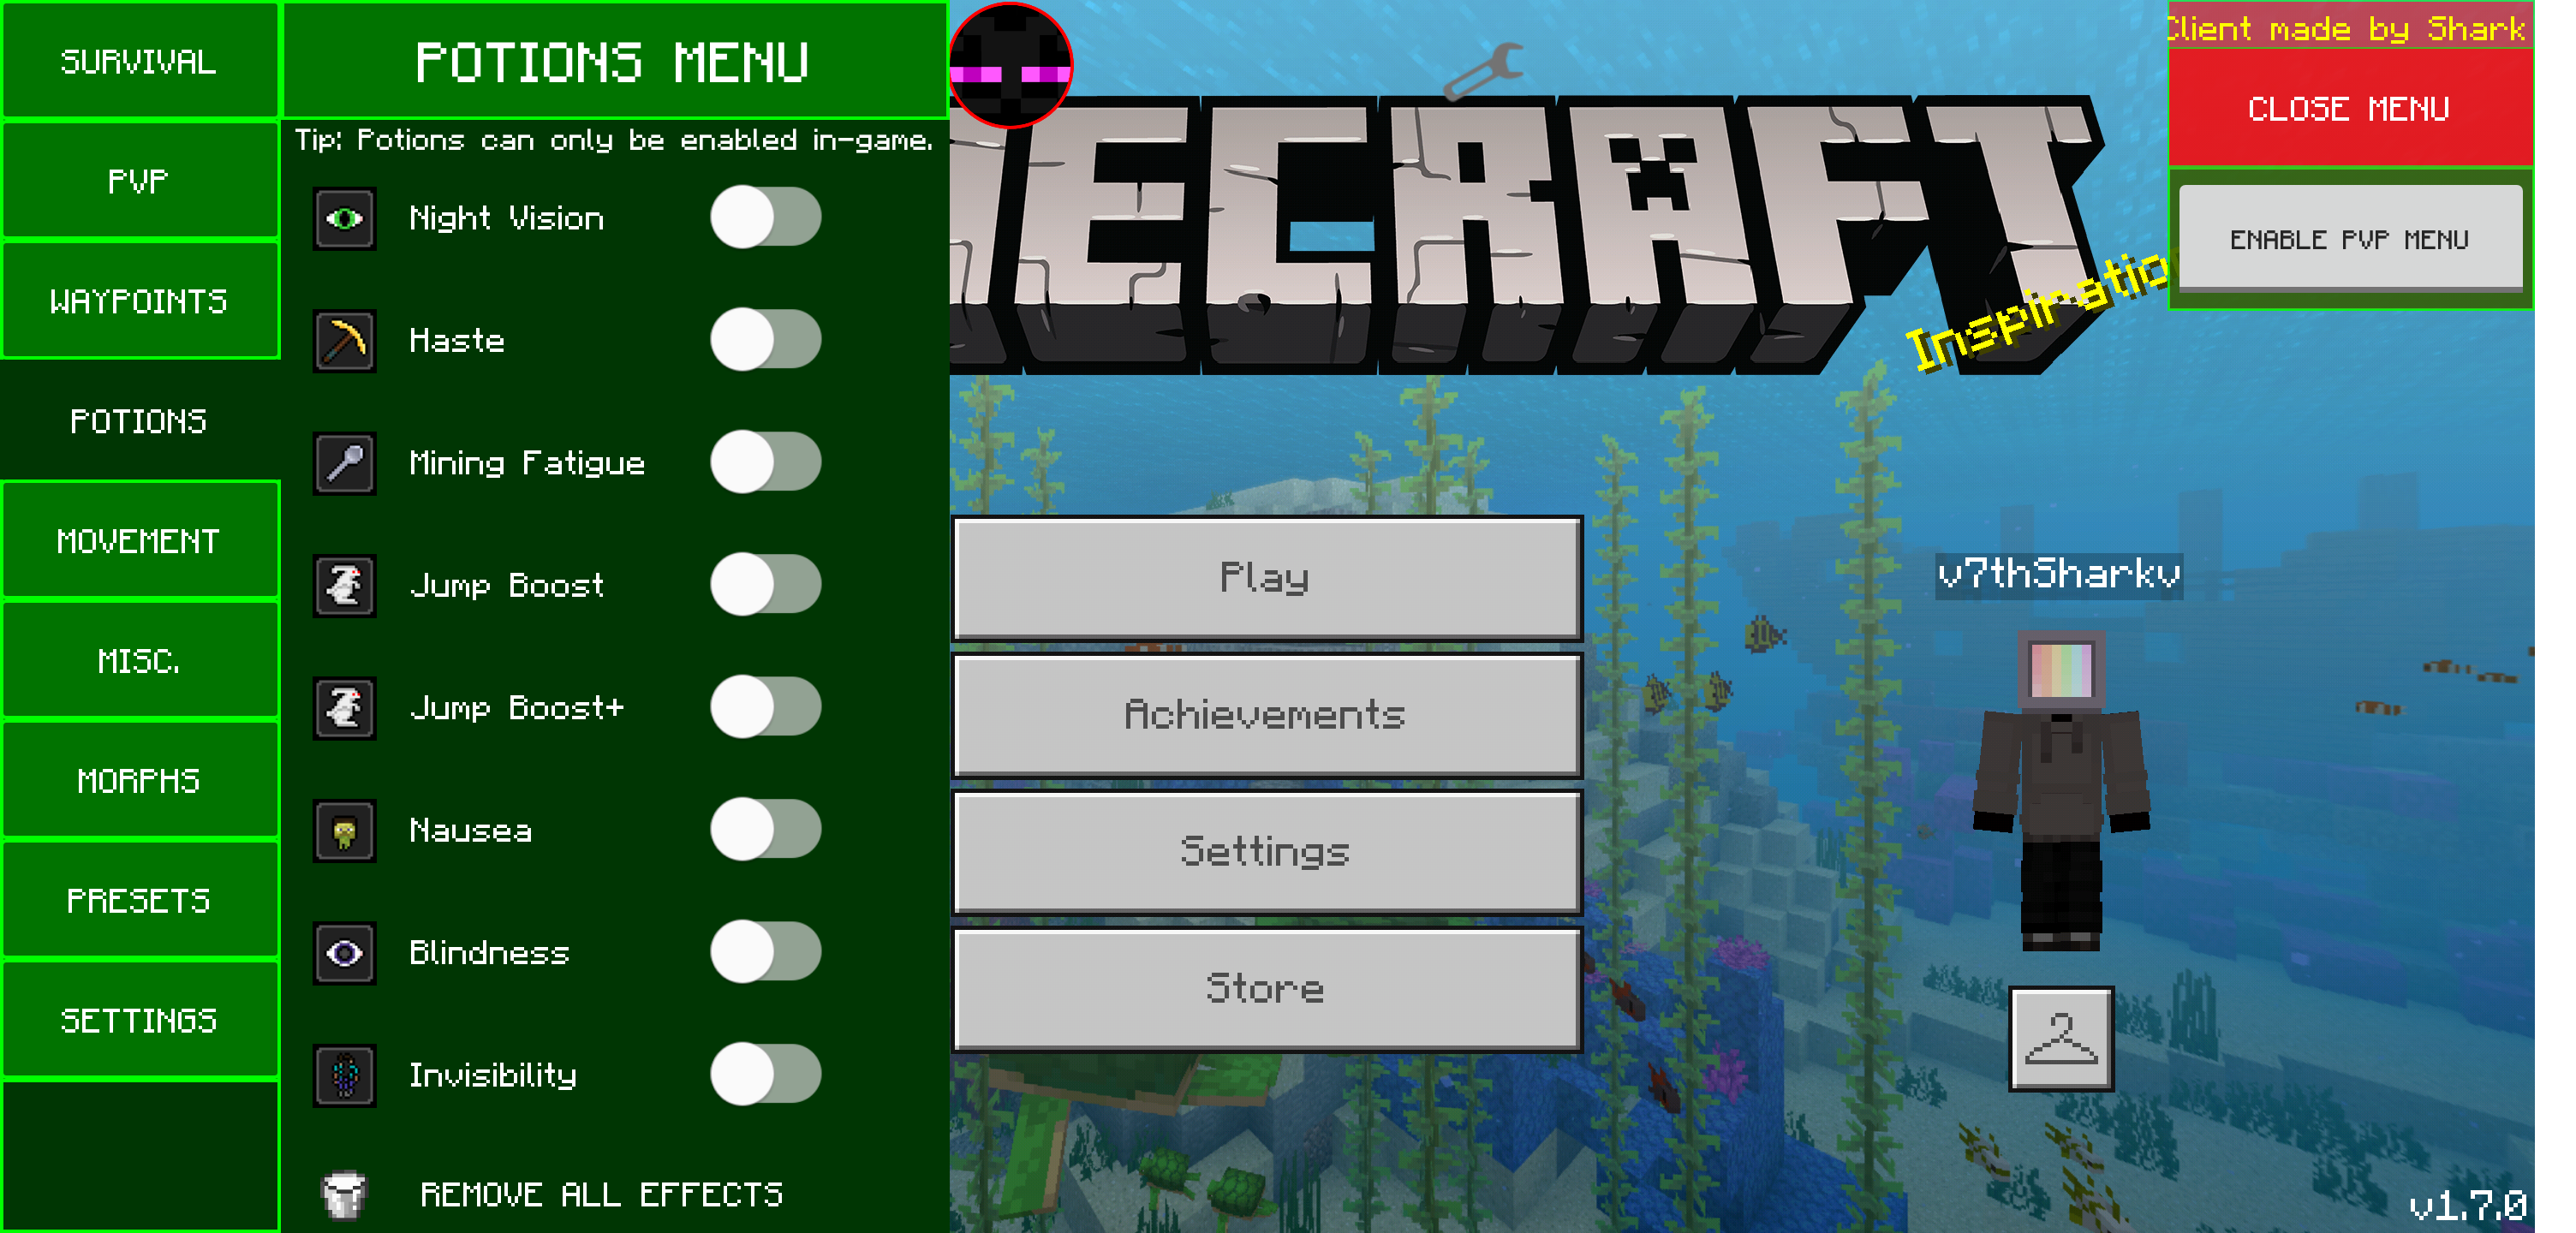 SURVIVAL
PVP
WAYPOINTS
POTIONS
MOVEMENT
MISC.
MORPHS
PRESETS
SETTINGS
POTIONS MENU
Tip: Potions can only be enabled in-game.
Night Vision
Haste
Mining Fatigue
Jump Boost
Jump Boost+
Nausea
Blindness
Invisibility
REMOVE ALL EFFECTS
ECRAFT
Inspiratio
Play
Achievements
Settings
Store
Client made by Shark
CLOSE MENU
ENABLE PVP MENU
v7thSharkv
v1.7.0